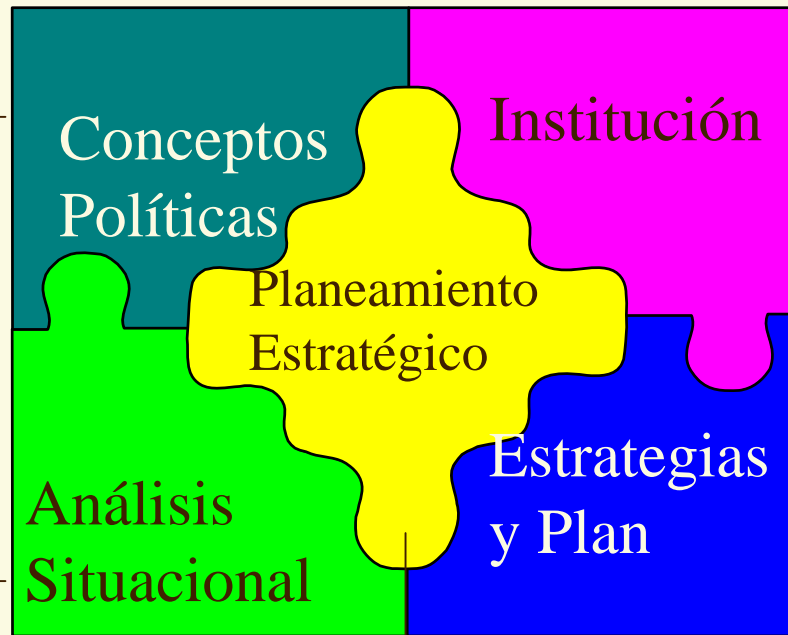 Conceptos
Políticas
Institución
Planeamiento
Estratégico
Análisis
Situacional
Estrategias
y Plan